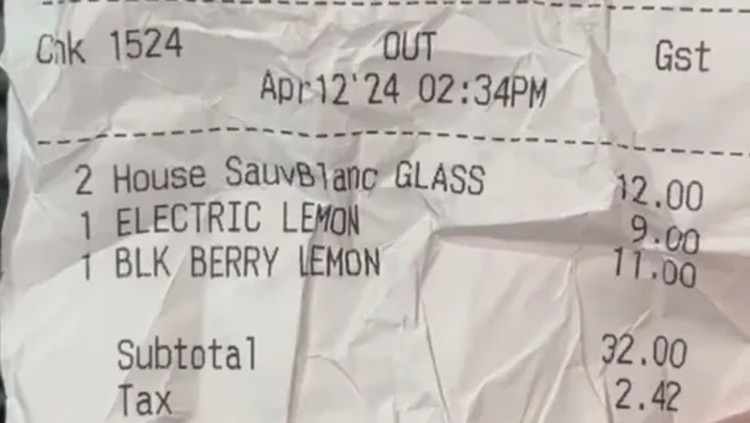 Chk 1524 OUT Gst
Apr12'24 02:34PM
2 House SauvBlanc GLASS 12.00
1 ELECTRIC LEMON 9.00
1 BLK BERRY LEMON 11.00
Subtotal 32.00
Tax 2.42